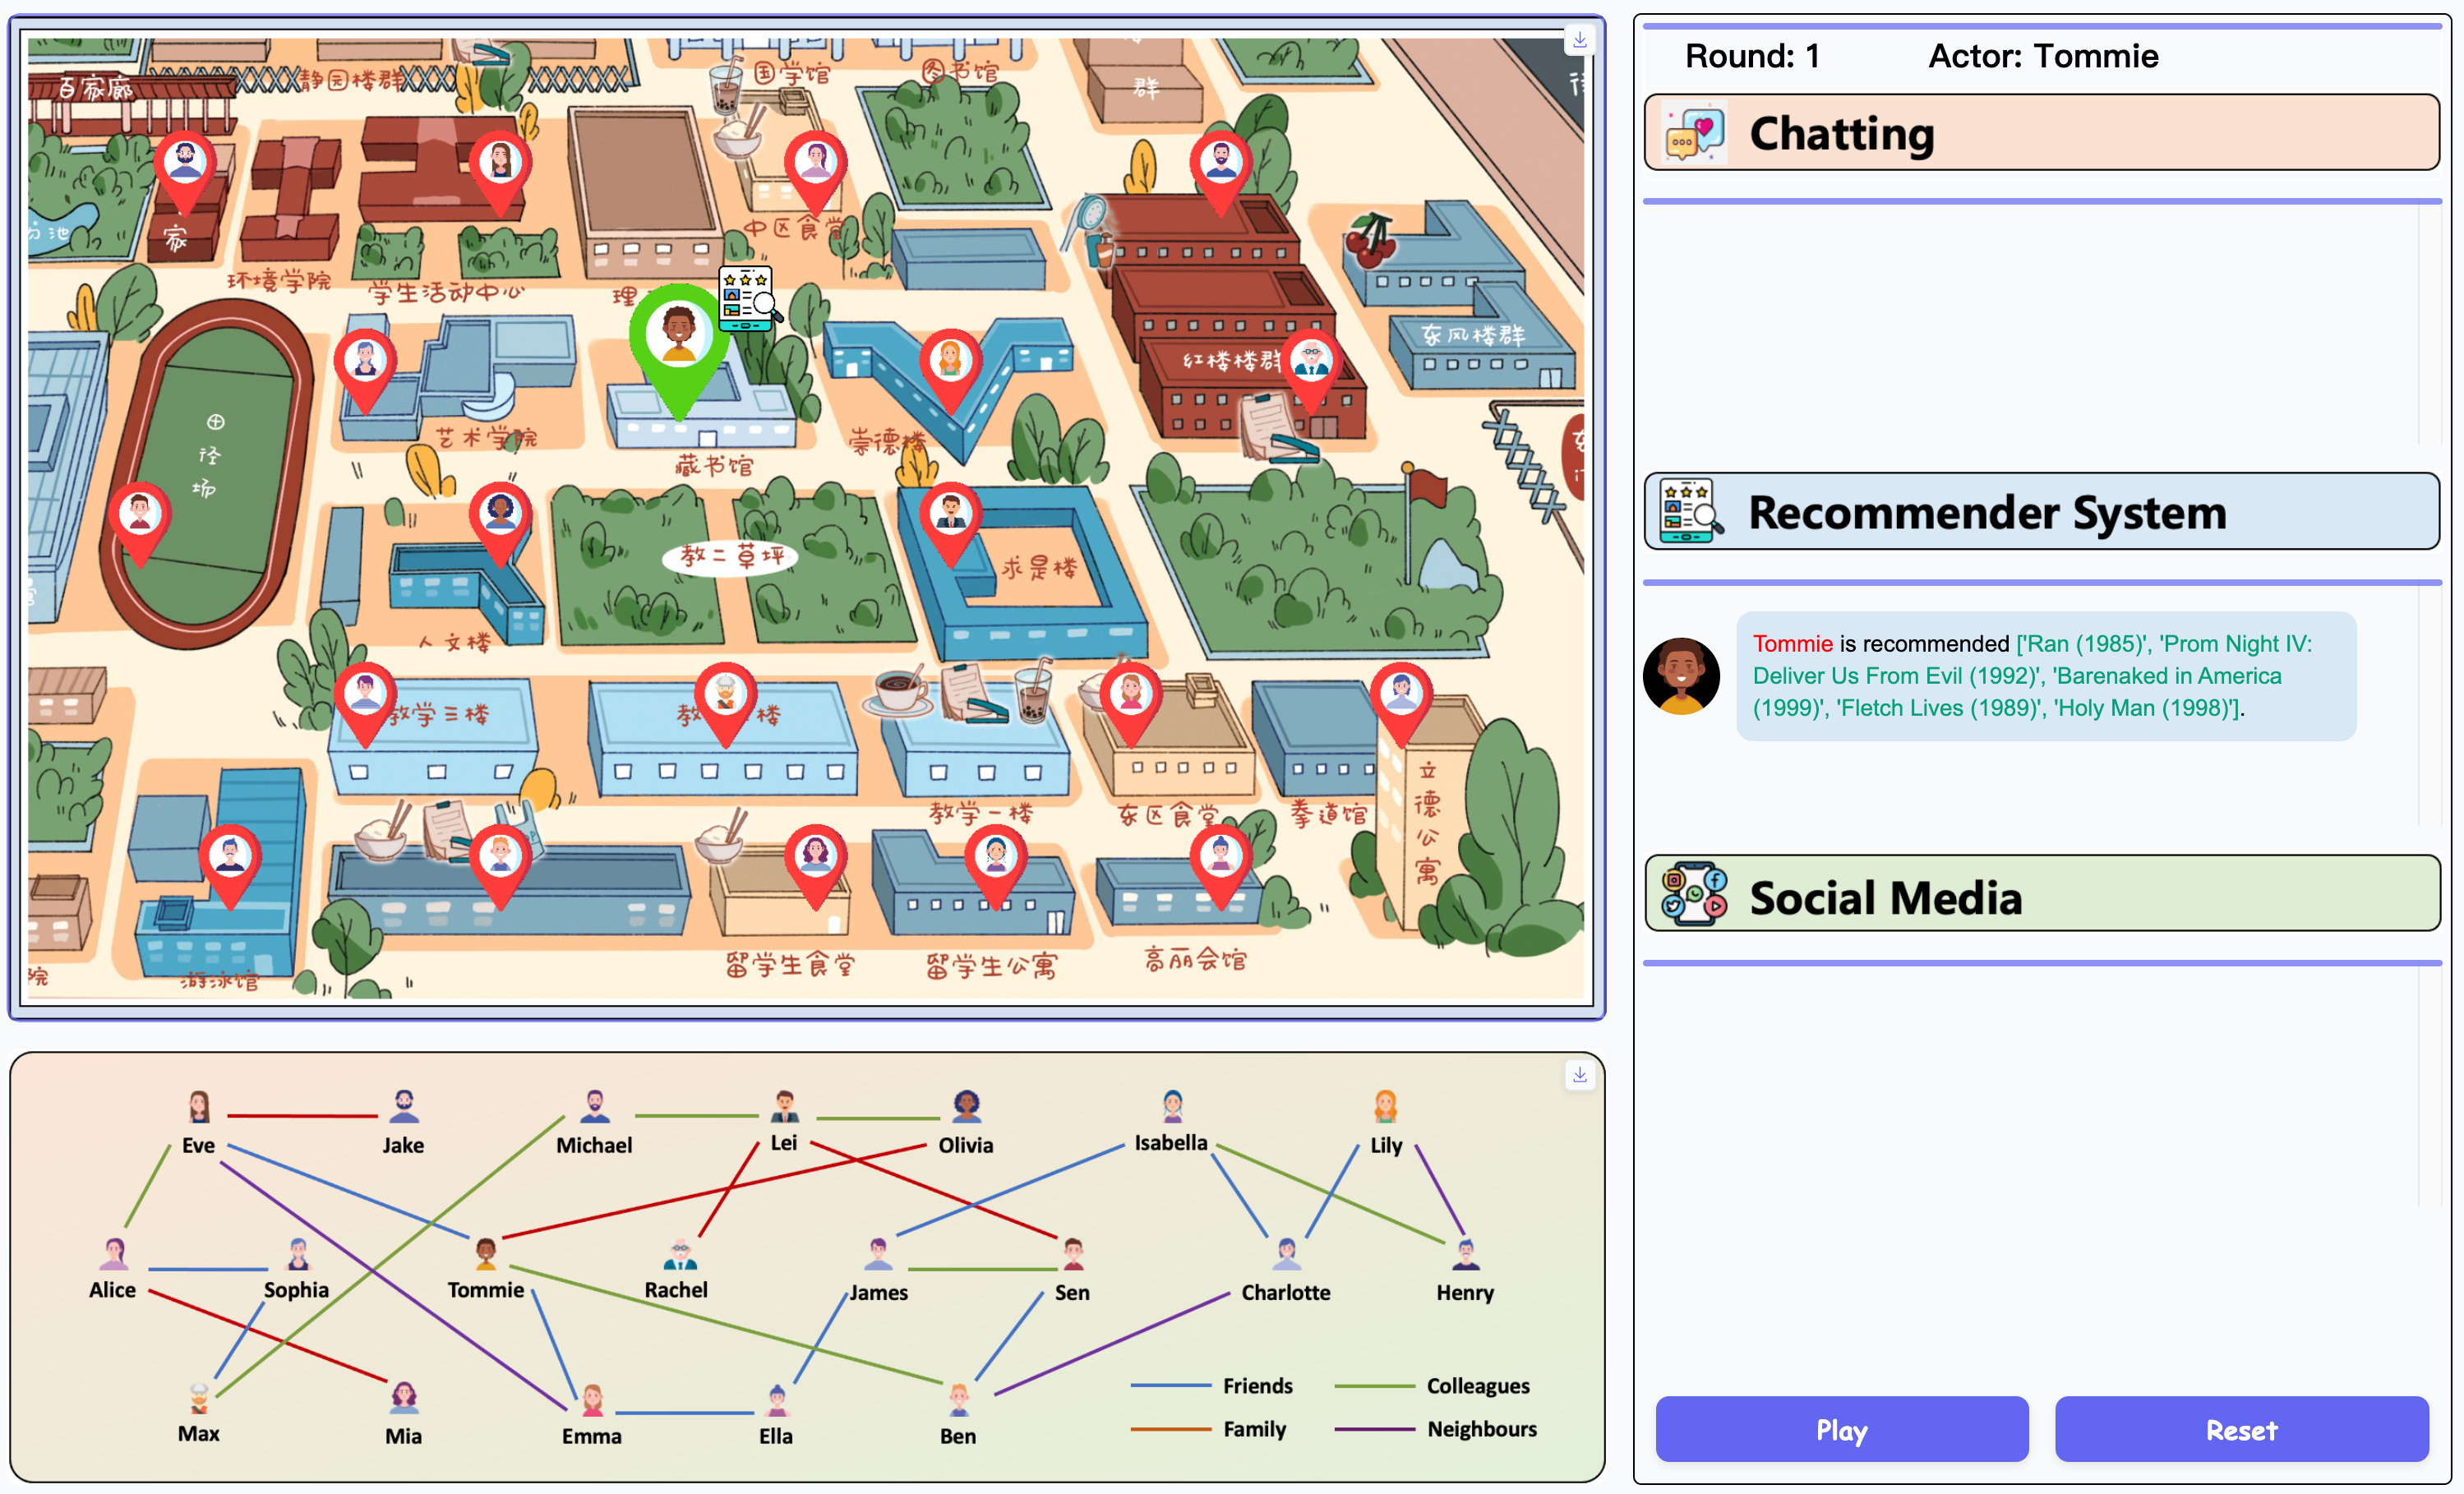 百家廊
静园楼群
国学馆
图书馆
群
家
环境学院
学生活动中心
理
中区食堂
田
径
场
艺术学院
藏书馆
崇德楼
红楼楼群
东风楼群
人文楼
教二草坪
求是楼
教学三楼
教
楼
教学一楼
东区食堂
拳道馆
立
德
公
寓
院
游泳馆
留学生食堂
留学生公寓
高丽会馆
Eve
Jake
Michael
Lei
Olivia
Isabella
Lily
Alice
Sophia
Tommie
Rachel
James
Sen
Charlotte
Henry
Max
Mia
Emma
Ella
Ben
Friends
Colleagues
Family
Neighbours
Round: 1
Actor: Tommie
Chatting
Recommender System
Tommie is recommended ['Ran (1985)', 'Prom Night IV:
Deliver Us From Evil (1992)', 'Barenaked in America
(1999)', 'Fletch Lives (1989)', 'Holy Man (1998)'].
Social Media
Play
Reset